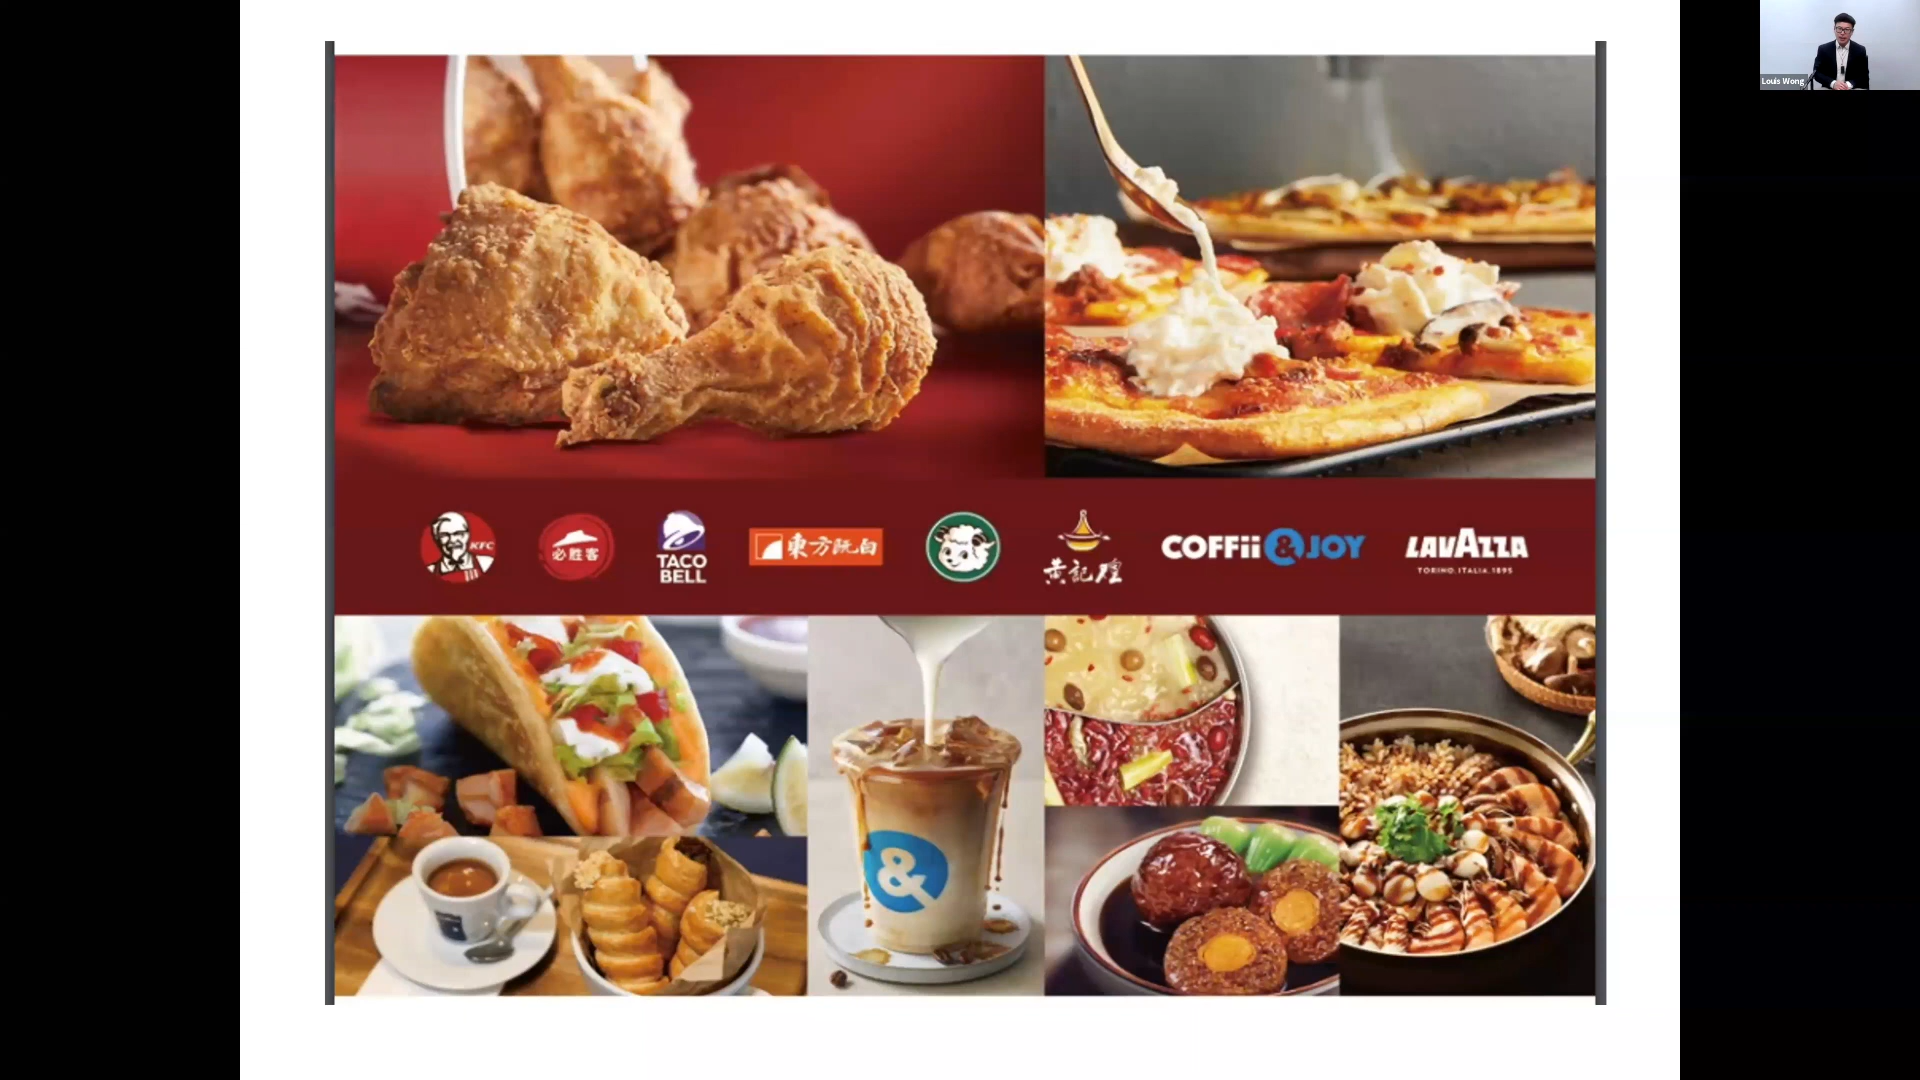 Louis Wong
KFC
必胜客
TACO
BELL
東方既白
黄記煌
COFFii & JOY
LAVAZZA
TORINO, ITALIA, 1895
&